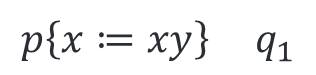 p{x ≔ xy} q₁